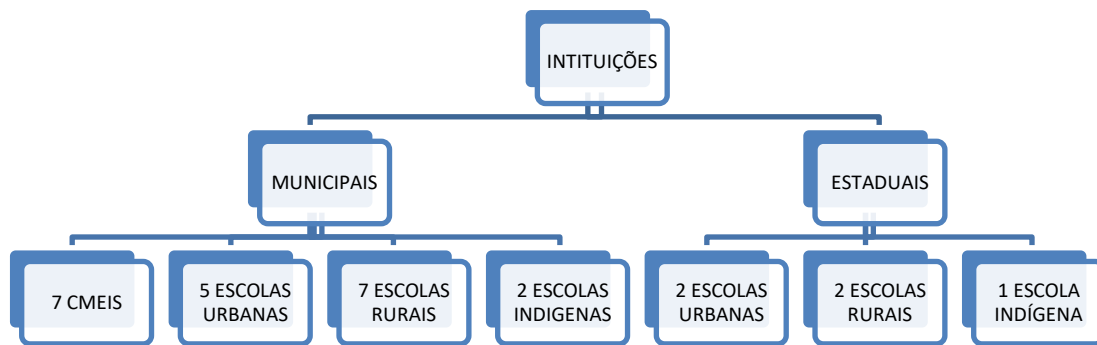 INTITUIÇÕES
MUNICIPAIS
ESTADUAIS
7 CMEIS
5 ESCOLAS
URBANAS
7 ESCOLAS
RURAIS
2 ESCOLAS
INDIGENAS
2 ESCOLAS
URBANAS
2 ESCOLAS
RURAIS
1 ESCOLA
INDÍGENA